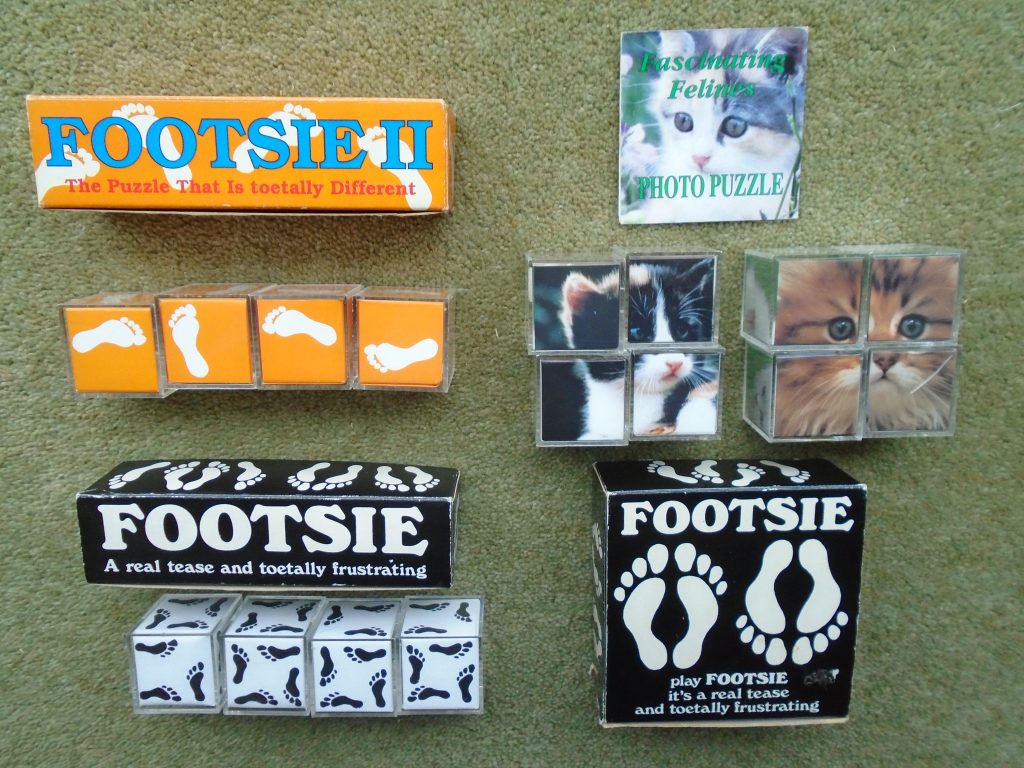 FOOTSIE II
The Puzzle That Is toetally Different
Fascinating
Felines
PHOTO PUZZLE
FOOTSIE
A real tease and toetally frustrating
FOOTSIE
play FOOTSIE
it's a real tease
and toetally frustrating